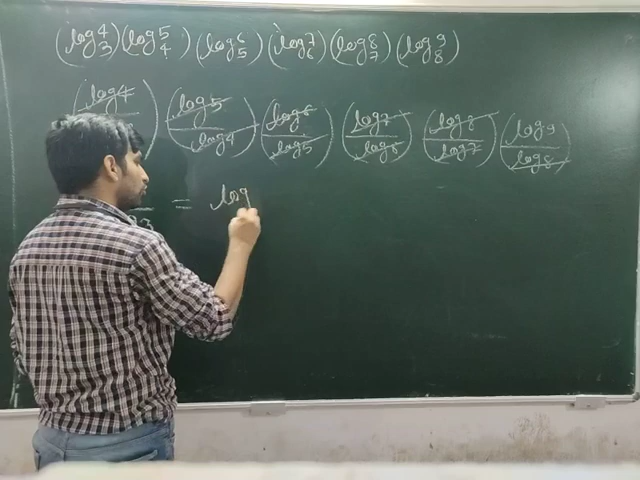 (log 4 3)(log 5 4)(log 6 5)(log 7 6)(log 8 7)(log 9 8)
(log 4 / )(log 5 / log 4)(log 6 / log 5)(log 7 / log 6)(log 8 / log 7)(log 9 / log 8)
3 = log